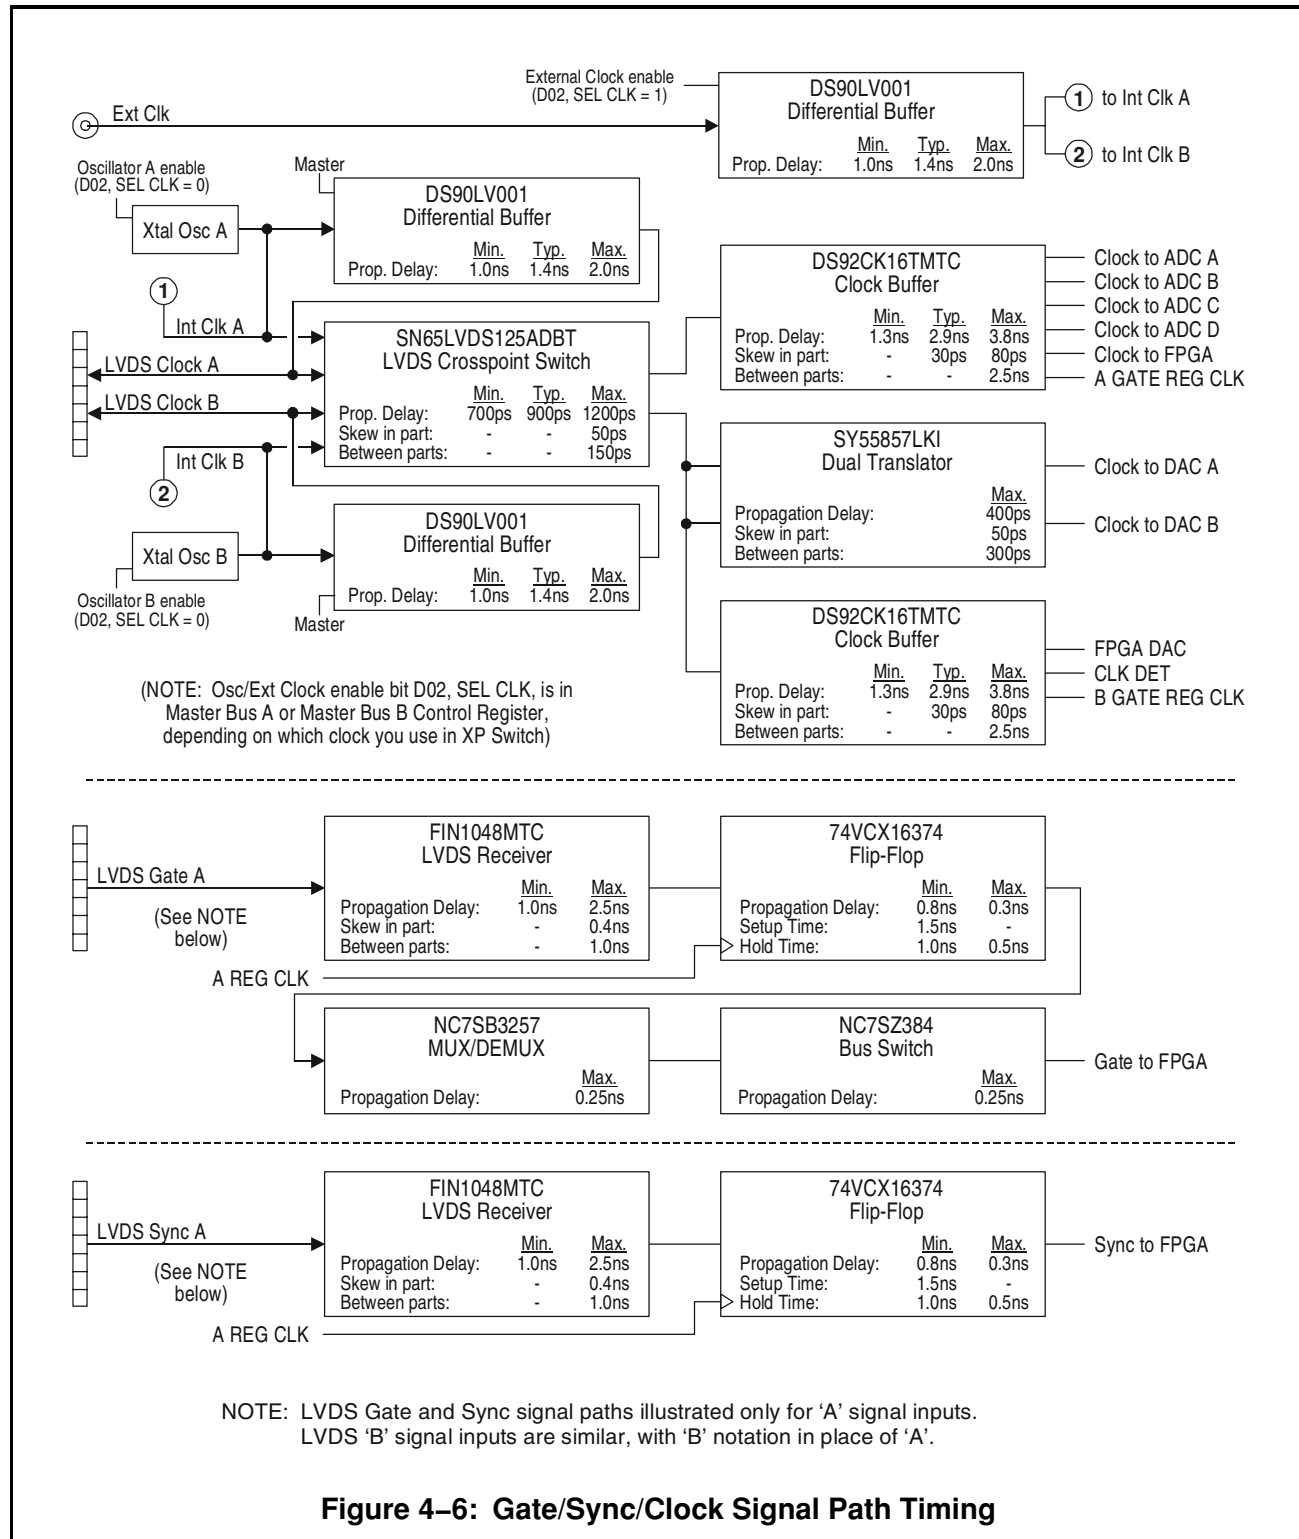 External Clock enable
(D02, SEL CLK = 1)
DS90LV001
Differential Buffer
Min. Typ. Max.
Prop. Delay: 1.0ns 1.4ns 2.0ns
1 to Int Clk A
2 to Int Clk B
Ext Clk
Oscillator A enable
(D02, SEL CLK = 0)
Xtal Osc A
Master
DS90LV001
Differential Buffer
Min. Typ. Max.
Prop. Delay: 1.0ns 1.4ns 2.0ns
1
Int Clk A
LVDS Clock A
LVDS Clock B
Int Clk B
2
SN65LVDS125ADBT
LVDS Crosspoint Switch
Min. Typ. Max.
Prop. Delay: 700ps 900ps 1200ps
Skew in part: - - 50ps
Between parts: - - 150ps
DS92CK16TMTC
Clock Buffer
Min. Typ. Max.
Prop. Delay: 1.3ns 2.9ns 3.8ns
Skew in part: - 30ps 80ps
Between parts: - - 2.5ns
Clock to ADC A
Clock to ADC B
Clock to ADC C
Clock to ADC D
Clock to FPGA
A GATE REG CLK
SY55857LKI
Dual Translator
Max.
Propagation Delay: 400ps
Skew in part: 50ps
Between parts: 300ps
Clock to DAC A
Clock to DAC B
Xtal Osc B
Oscillator B enable
(D02, SEL CLK = 0)
DS90LV001
Differential Buffer
Min. Typ. Max.
Prop. Delay: 1.0ns 1.4ns 2.0ns
Master
DS92CK16TMTC
Clock Buffer
Min. Typ. Max.
Prop. Delay: 1.3ns 2.9ns 3.8ns
Skew in part: - 30ps 80ps
Between parts: - - 2.5ns
FPGA DAC
CLK DET
B GATE REG CLK
(NOTE: Osc/Ext Clock enable bit D02, SEL CLK, is in
Master Bus A or Master Bus B Control Register,
depending on which clock you use in XP Switch)
LVDS Gate A
(See NOTE
below)
A REG CLK
FIN1048MTC
LVDS Receiver
Min. Max.
Propagation Delay: 1.0ns 2.5ns
Skew in part: - 0.4ns
Between parts: - 1.0ns
74VCX16374
Flip-Flop
Min. Max.
Propagation Delay: 0.8ns 0.3ns
Setup Time: 1.5ns -
Hold Time: 1.0ns 0.5ns
NC7SB3257
MUX/DEMUX
Max.
Propagation Delay: 0.25ns
NC7SZ384
Bus Switch
Max.
Propagation Delay: 0.25ns
Gate to FPGA
LVDS Sync A
(See NOTE
below)
A REG CLK
FIN1048MTC
LVDS Receiver
Min. Max.
Propagation Delay: 1.0ns 2.5ns
Skew in part: - 0.4ns
Between parts: - 1.0ns
74VCX16374
Flip-Flop
Min. Max.
Propagation Delay: 0.8ns 0.3ns
Setup Time: 1.5ns -
Hold Time: 1.0ns 0.5ns
Sync to FPGA
NOTE: LVDS Gate and Sync signal paths illustrated only for ‘A’ signal inputs.
LVDS ‘B’ signal inputs are similar, with ‘B’ notation in place of ‘A’.
Figure 4–6: Gate/Sync/Clock Signal Path Timing